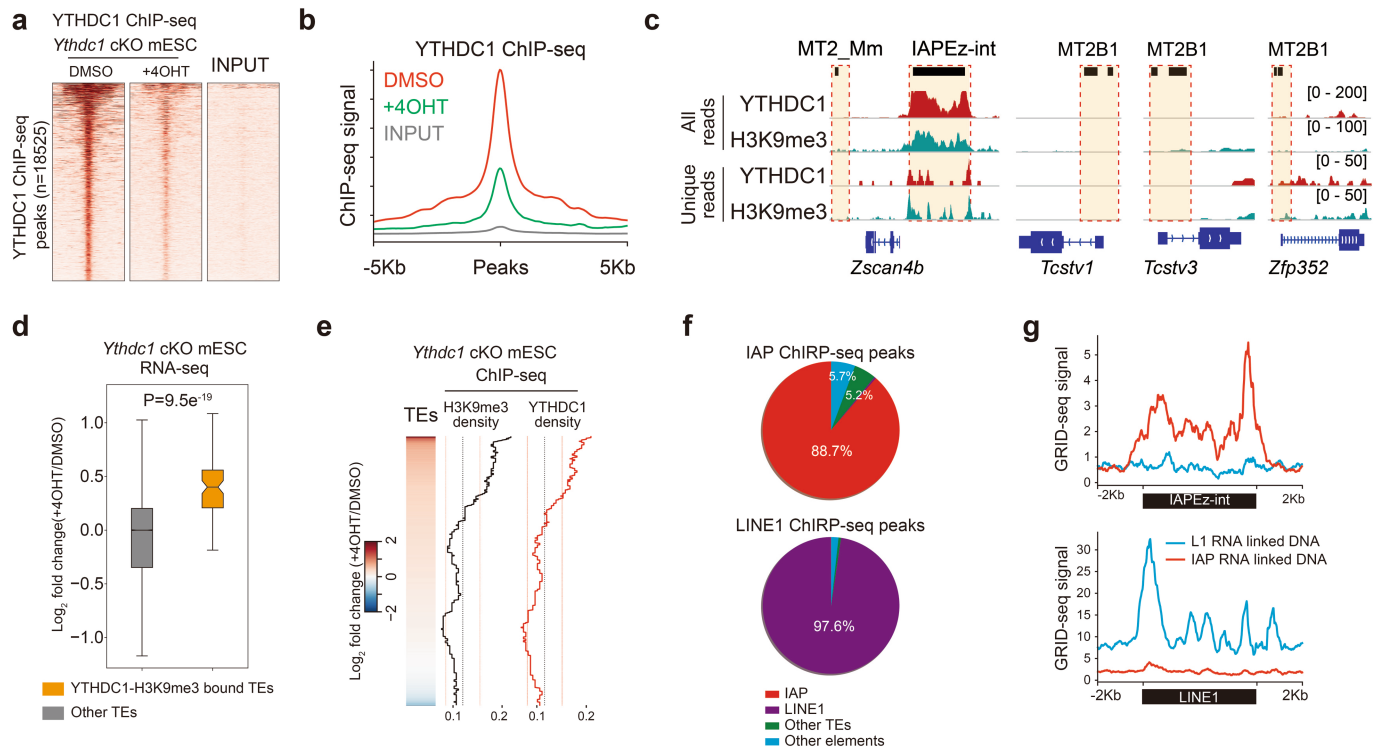 a
YTHDC1 ChIP-seq
Ythdc1 cKO mESC
DMSO
+4OHT
INPUT
YTHDC1 ChIP-seq
peaks (n=18525)
b
YTHDC1 ChIP-seq
DMSO
+4OHT
INPUT
ChIP-seq signal
-5Kb
Peaks
5Kb
c
MT2_Mm
IAPEz-int
MT2B1
MT2B1
MT2B1
All
reads
YTHDC1
H3K9me3
Unique
reads
YTHDC1
H3K9me3
[0 - 200]
[0 - 100]
[0 - 50]
[0 - 50]
Zscan4b
Tcstv1
Tcstv3
Zfp352
d
Ythdc1 cKO mESC
RNA-seq
P=9.5e-19
Log2 fold change(+4OHT/DMSO)
1.0
0.5
0.0
−0.5
−1.0
YTHDC1-H3K9me3 bound TEs
Other TEs
e
Ythdc1 cKO mESC
ChIP-seq
TEs
H3K9me3
density
YTHDC1
density
Log2 fold change (+4OHT/DMSO)
2
1
0
−1
−2
0.1
0.2
0.1
0.2
f
IAP ChIRP-seq peaks
5.7%
5.2%
88.7%
LINE1 ChIRP-seq peaks
97.6%
IAP
LINE1
Other TEs
Other elements
g
GRID-seq signal
5
4
3
2
1
0
-2Kb
IAPEz-int
2Kb
GRID-seq signal
30
25
20
15
10
5
0
L1 RNA linked DNA
IAP RNA linked DNA
-2Kb
LINE1
2Kb